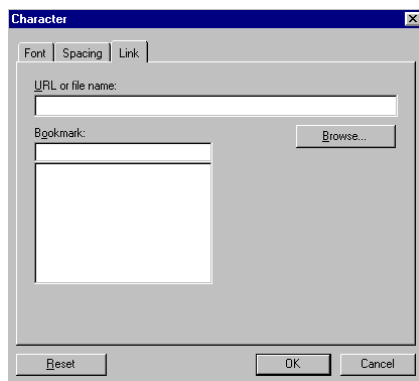 Character
Font Spacing Link
URL or file name:
Bookmark:
Browse...
Reset OK Cancel